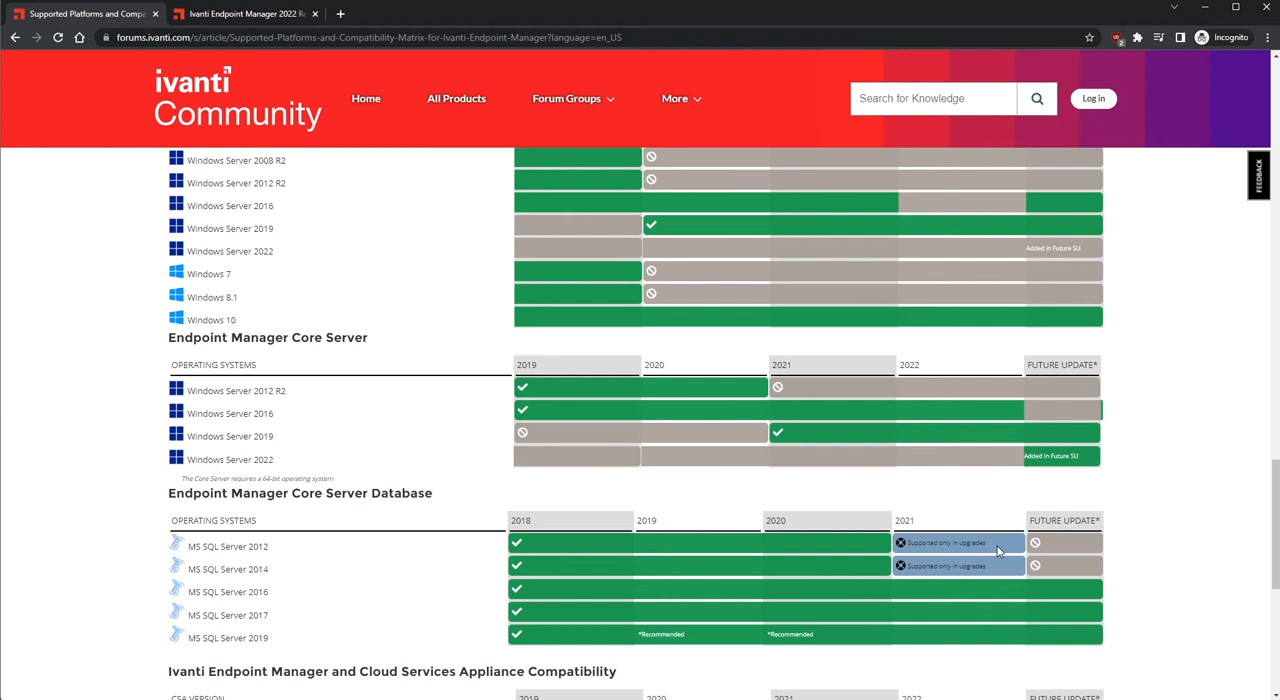 Supported Platforms and Compa
Ivanti Endpoint Manager 2022 R
forums.ivanti.com/s/article/Supported-Platforms-and-Compatibility-Matrix-for-Ivanti-Endpoint-Manager?language=en_US
2
Incognito
ivanti
Community
Home
All Products
Forum Groups
More
Search for Knowledge
Log in
FEEDBACK
Windows Server 2008 R2
Windows Server 2012 R2
Windows Server 2016
Windows Server 2019
Windows Server 2022
Added in Future SU
Windows 7
Windows 8.1
Windows 10
Endpoint Manager Core Server
OPERATING SYSTEMS 2019 2020 2021 2022 FUTURE UPDATE*
Windows Server 2012 R2
Windows Server 2016
Windows Server 2019
Windows Server 2022
Added in Future SU
The Core Server requires a 64-bit operating system
Endpoint Manager Core Server Database
OPERATING SYSTEMS 2018 2019 2020 2021 FUTURE UPDATE*
MS SQL Server 2012
Supported only in upgrades
MS SQL Server 2014
Supported only in upgrades
MS SQL Server 2016
MS SQL Server 2017
MS SQL Server 2019
*Recommended *Recommended
Ivanti Endpoint Manager and Cloud Services Appliance Compatibility
CSA VERSION 2019 2020 2021 2022